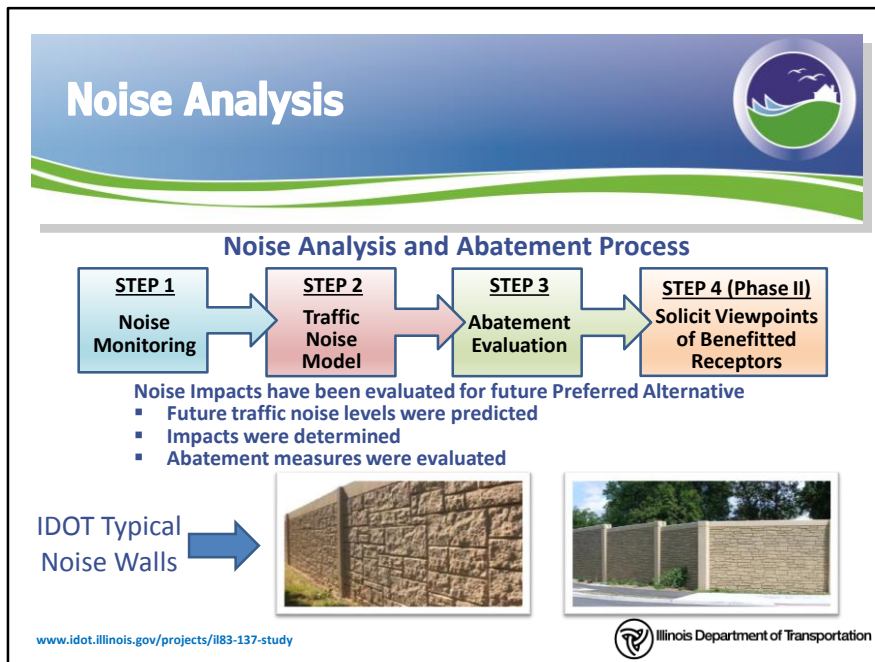 Noise Analysis
Noise Analysis and Abatement Process
STEP 1
Noise
Monitoring
STEP 2
Traffic
Noise
Model
STEP 3
Abatement
Evaluation
STEP 4 (Phase II)
Solicit Viewpoints
of Benefitted
Receptors
Noise Impacts have been evaluated for future Preferred Alternative
▪ Future traffic noise levels were predicted
▪ Impacts were determined
▪ Abatement measures were evaluated
IDOT Typical
Noise Walls
www.idot.illinois.gov/projects/il83-137-study
Illinois Department of Transportation